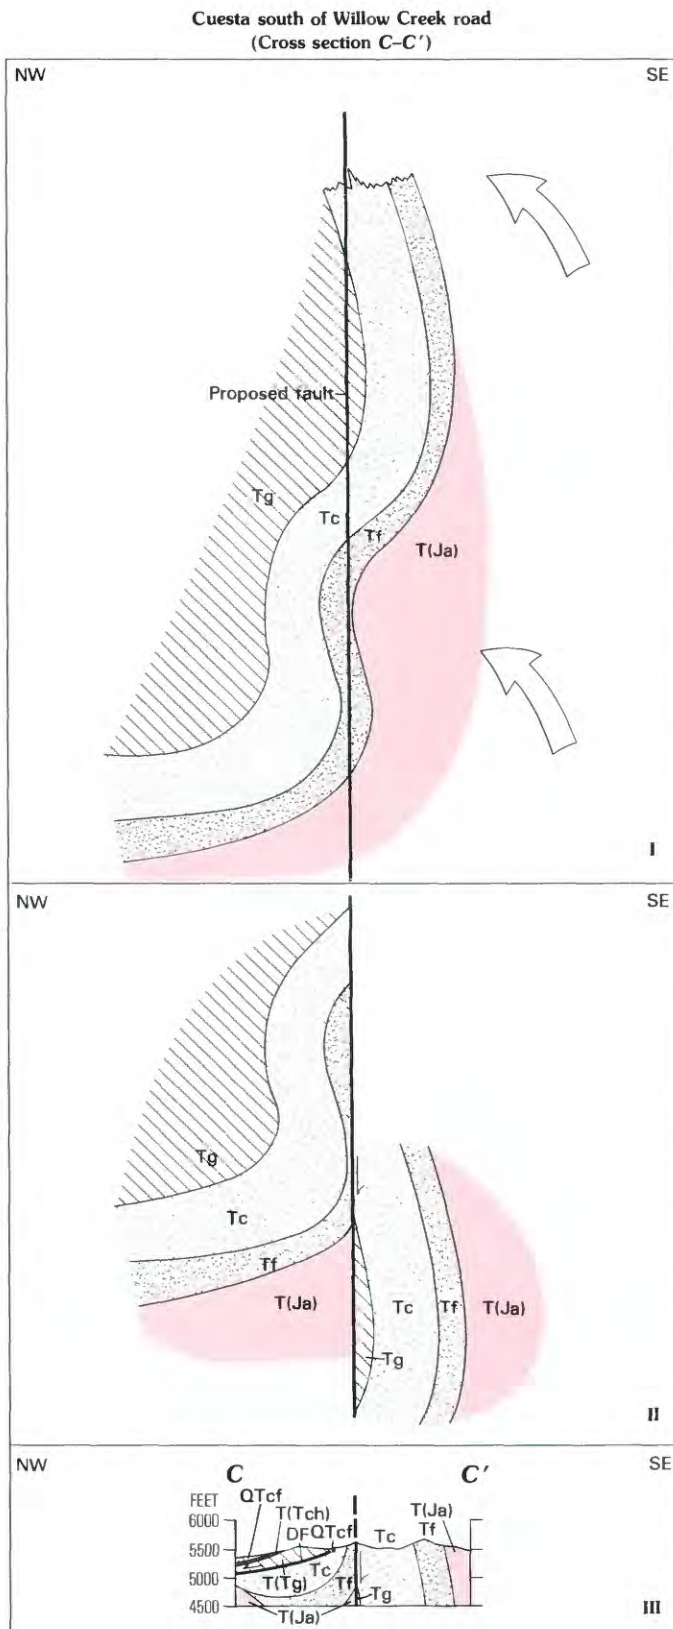 Cuesta south of Willow Creek road
(Cross section C–C′)
NW SE
Proposed fault
Tg
Tc
Tf
T(Ja)
I
NW SE
Tg
Tc
Tf
T(Ja)
Tc Tf T(Ja)
Tg
II
NW SE
C C′
FEET
6000
5500
5000
4500
QTcf
T(Tch)
DF QTcf
Tc
T(Tg)
Tf
T(Ja)
Tg
Tc
Tf
T(Ja)
III